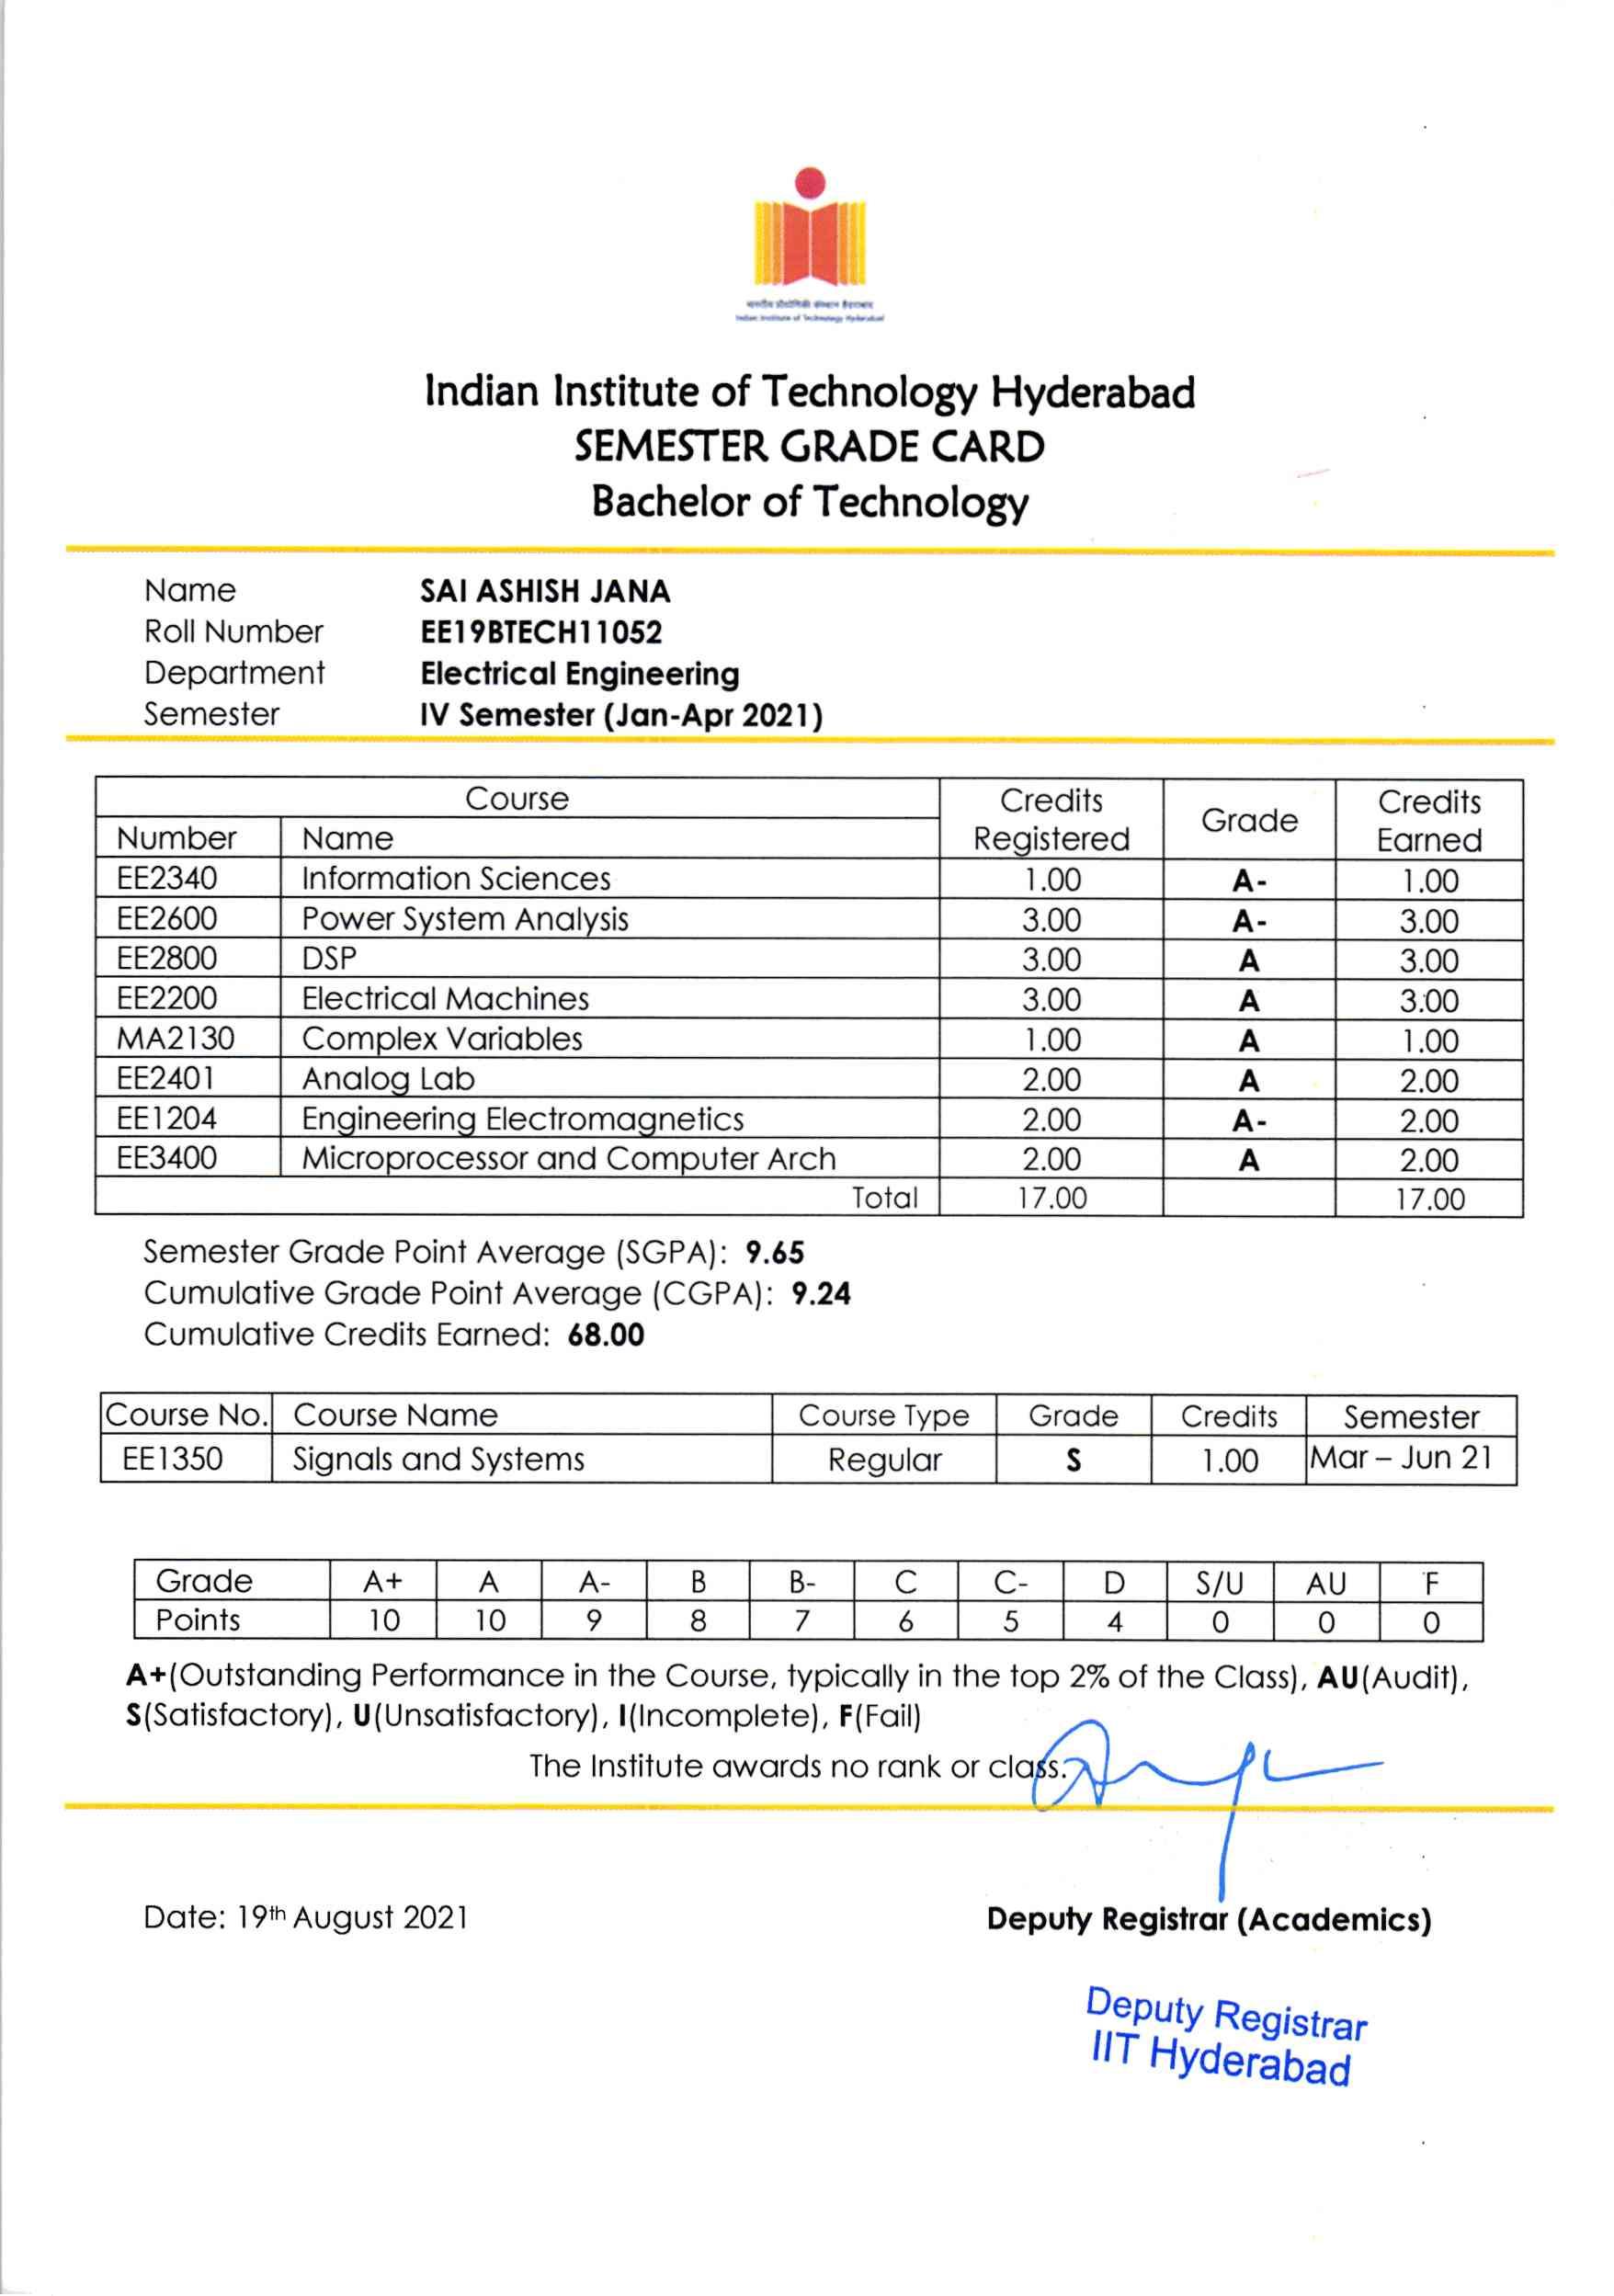 भारतीय प्रौद्योगिकी संस्थान हैदराबाद
Indian Institute of Technology Hyderabad
Indian Institute of Technology Hyderabad
SEMESTER GRADE CARD
Bachelor of Technology
Name SAI ASHISH JANA
Roll Number EE19BTECH11052
Department Electrical Engineering
Semester IV Semester (Jan-Apr 2021)
Course Credits Registered Grade Credits Earned
Number Name
EE2340 Information Sciences 1.00 A- 1.00
EE2600 Power System Analysis 3.00 A- 3.00
EE2800 DSP 3.00 A 3.00
EE2200 Electrical Machines 3.00 A 3.00
MA2130 Complex Variables 1.00 A 1.00
EE2401 Analog Lab 2.00 A 2.00
EE1204 Engineering Electromagnetics 2.00 A- 2.00
EE3400 Microprocessor and Computer Arch 2.00 A 2.00
Total 17.00 17.00
Semester Grade Point Average (SGPA): 9.65
Cumulative Grade Point Average (CGPA): 9.24
Cumulative Credits Earned: 68.00
Course No. Course Name Course Type Grade Credits Semester
EE1350 Signals and Systems Regular S 1.00 Mar – Jun 21
Grade A+ A A- B B- C C- D S/U AU F
Points 10 10 9 8 7 6 5 4 0 0 0
A+(Outstanding Performance in the Course, typically in the top 2% of the Class), AU(Audit),
S(Satisfactory), U(Unsatisfactory), I(Incomplete), F(Fail)
The Institute awards no rank or class.
Date: 19th August 2021
Deputy Registrar (Academics)
Deputy Registrar
IIT Hyderabad